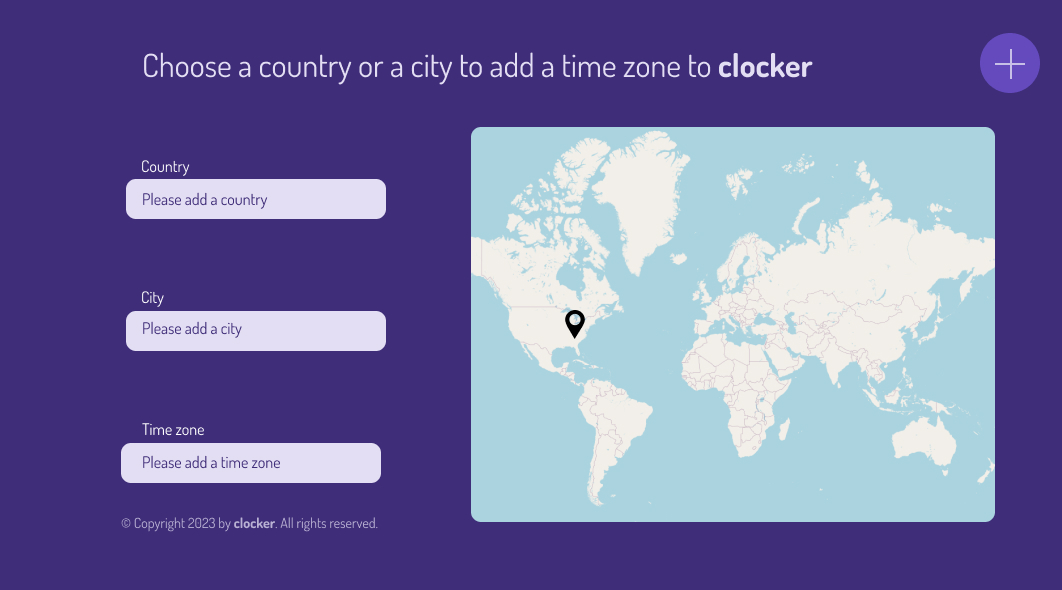 Choose a country or a city to add a time zone to clocker
Country
Please add a country
City
Please add a city
Time zone
Please add a time zone
© Copyright 2023 by clocker. All rights reserved.